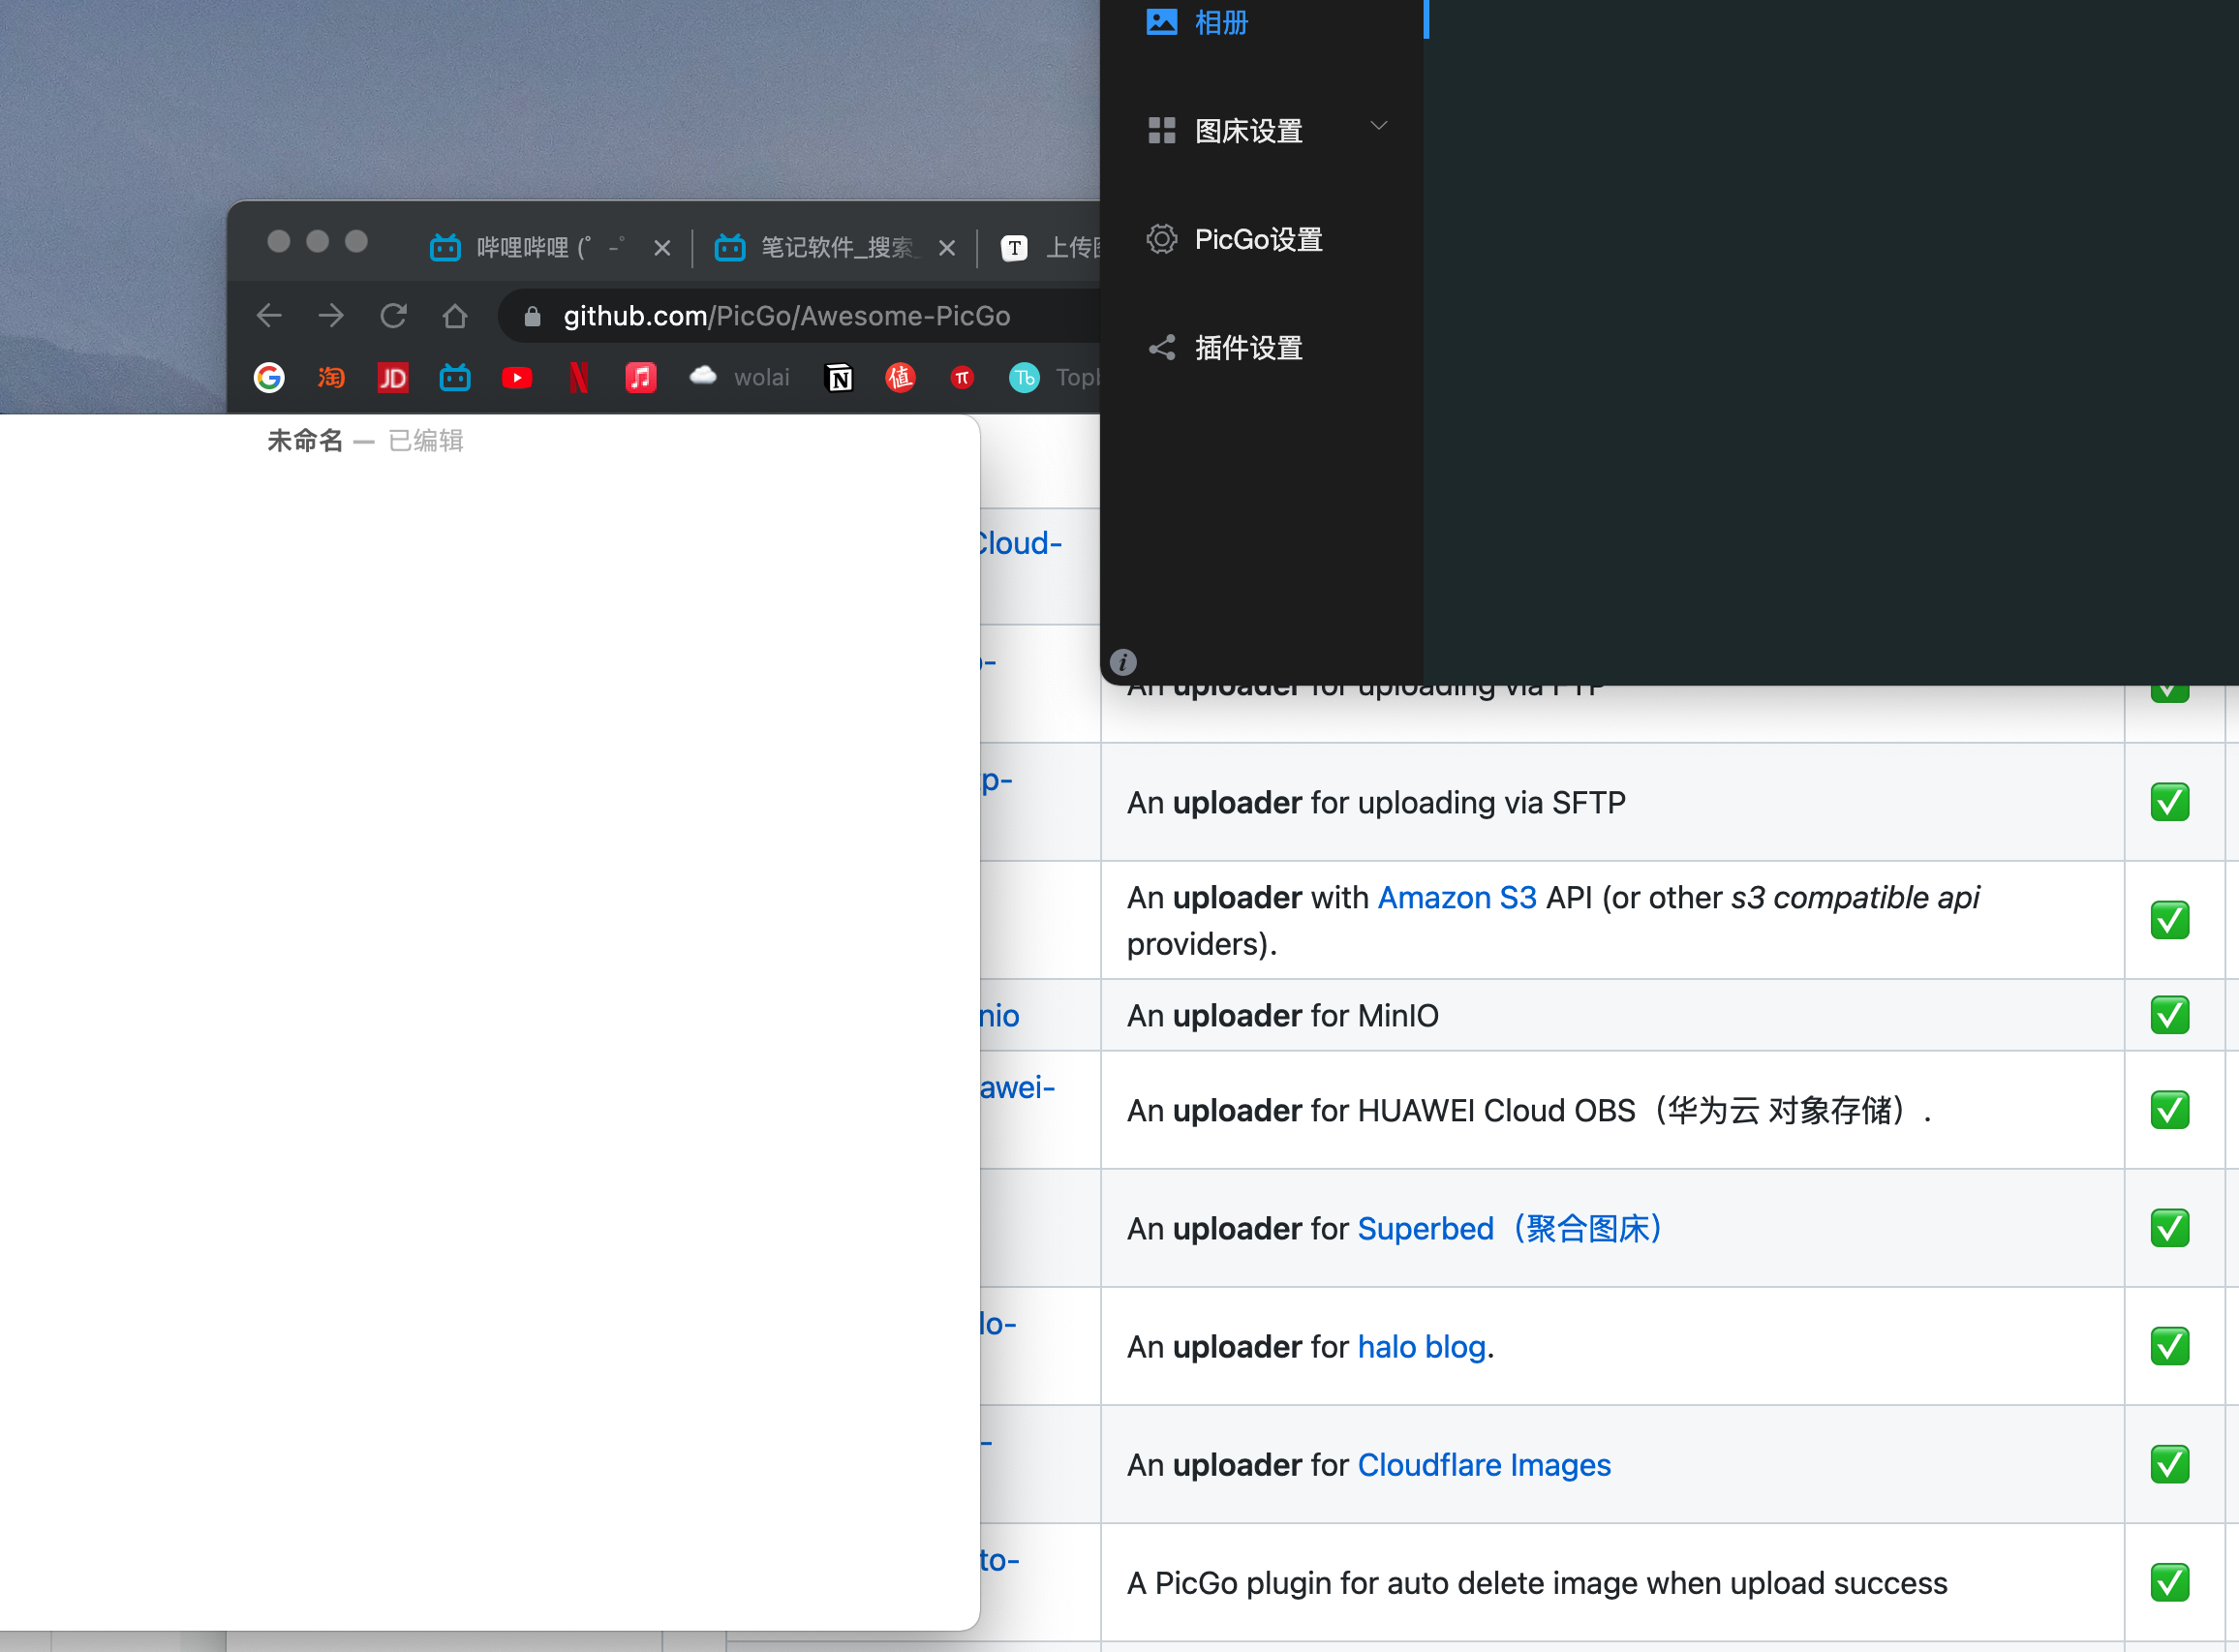 相册
图床设置
PicGo设置
插件设置
哔哩哔哩 (゜-゜
笔记软件_搜索_
T 上传
github.com/PicGo/Awesome-PicGo
G 淘 JD N wolai N 值 π Tb Topb
未命名 — 已编辑
Cloud-
An uploader for uploading via FTP
p-
An uploader for uploading via SFTP
An uploader with Amazon S3 API (or other s3 compatible api
providers).
nio
An uploader for MinIO
awei-
An uploader for HUAWEI Cloud OBS（华为云 对象存储）.
An uploader for Superbed（聚合图床）
lo-
An uploader for halo blog.
-
An uploader for Cloudflare Images
to-
A PicGo plugin for auto delete image when upload success